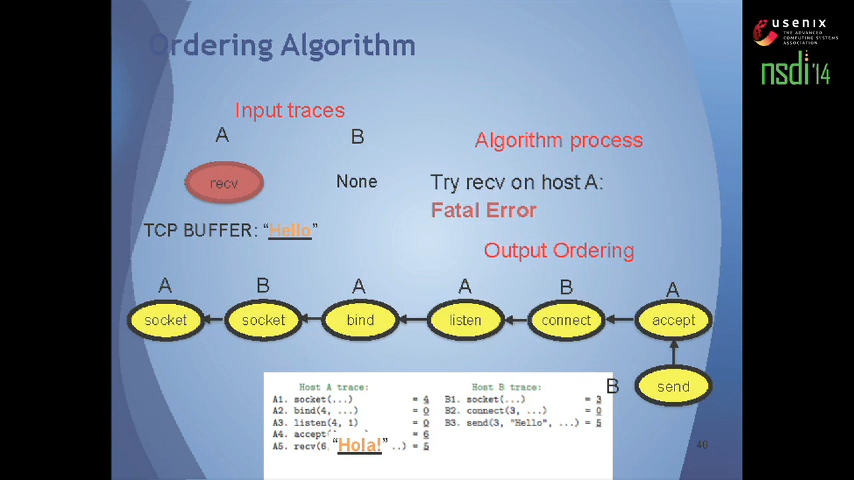 Ordering Algorithm
usenix
THE ADVANCED
COMPUTING SYSTEMS
ASSOCIATION
nsdi '14
Input traces
A B
Algorithm process
recv None Try recv on host A:
Fatal Error
TCP BUFFER: “Hello”
Output Ordering
A B A A B A
socket socket bind listen connect accept
B send
Host A trace: Host B trace:
A1. socket(...) = 4 B1. socket(...) = 3
A2. bind(4, ...) = 0 B2. connect(3, ...) = 0
A3. listen(4, 1) = 0 B3. send(3, "Hello", ...) = 5
A4. accept( = 6
A5. recv(6, “Hola!” ..) = 5
46